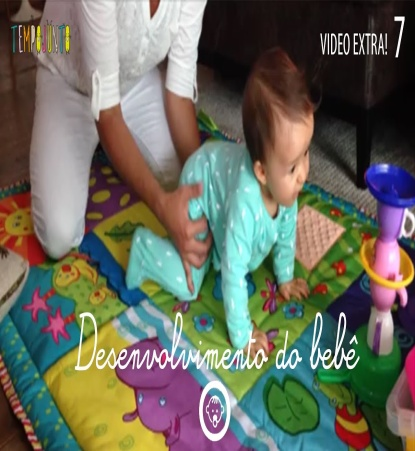 TEMPOJUNTO
VIDEO EXTRA! 7
Desenvolvimento do bebê